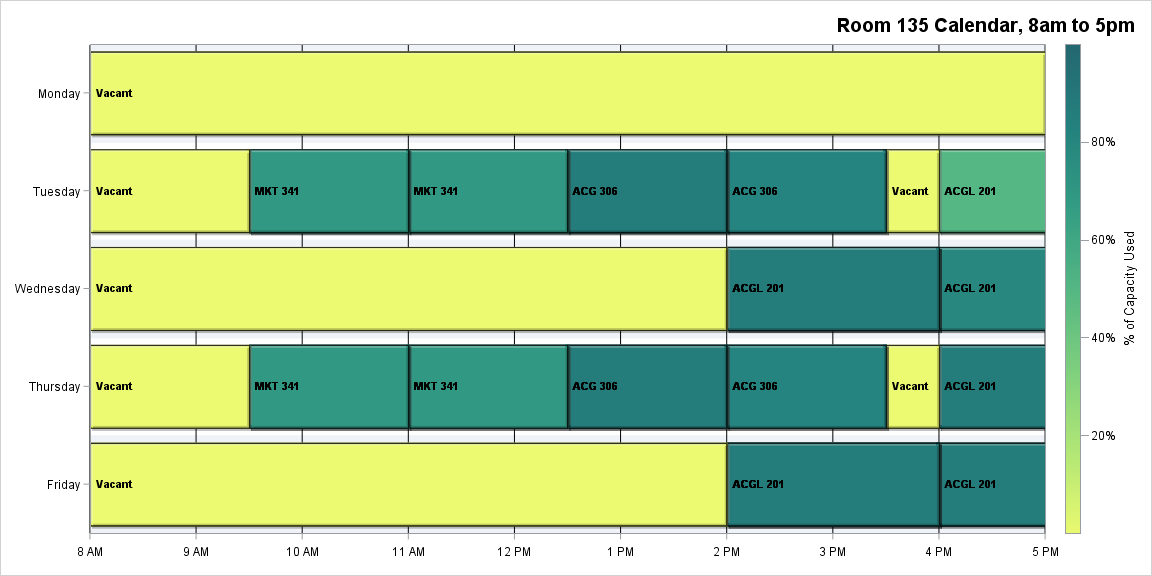 Room 135 Calendar, 8am to 5pm
Monday
Vacant
Tuesday
Vacant
MKT 341
MKT 341
ACG 306
ACG 306
Vacant
ACGL 201
Wednesday
Vacant
ACGL 201
ACGL 201
Thursday
Vacant
MKT 341
MKT 341
ACG 306
ACG 306
Vacant
ACGL 201
Friday
Vacant
ACGL 201
ACGL 201
8 AM
9 AM
10 AM
11 AM
12 PM
1 PM
2 PM
3 PM
4 PM
5 PM
80%
60%
40%
20%
% of Capacity Used